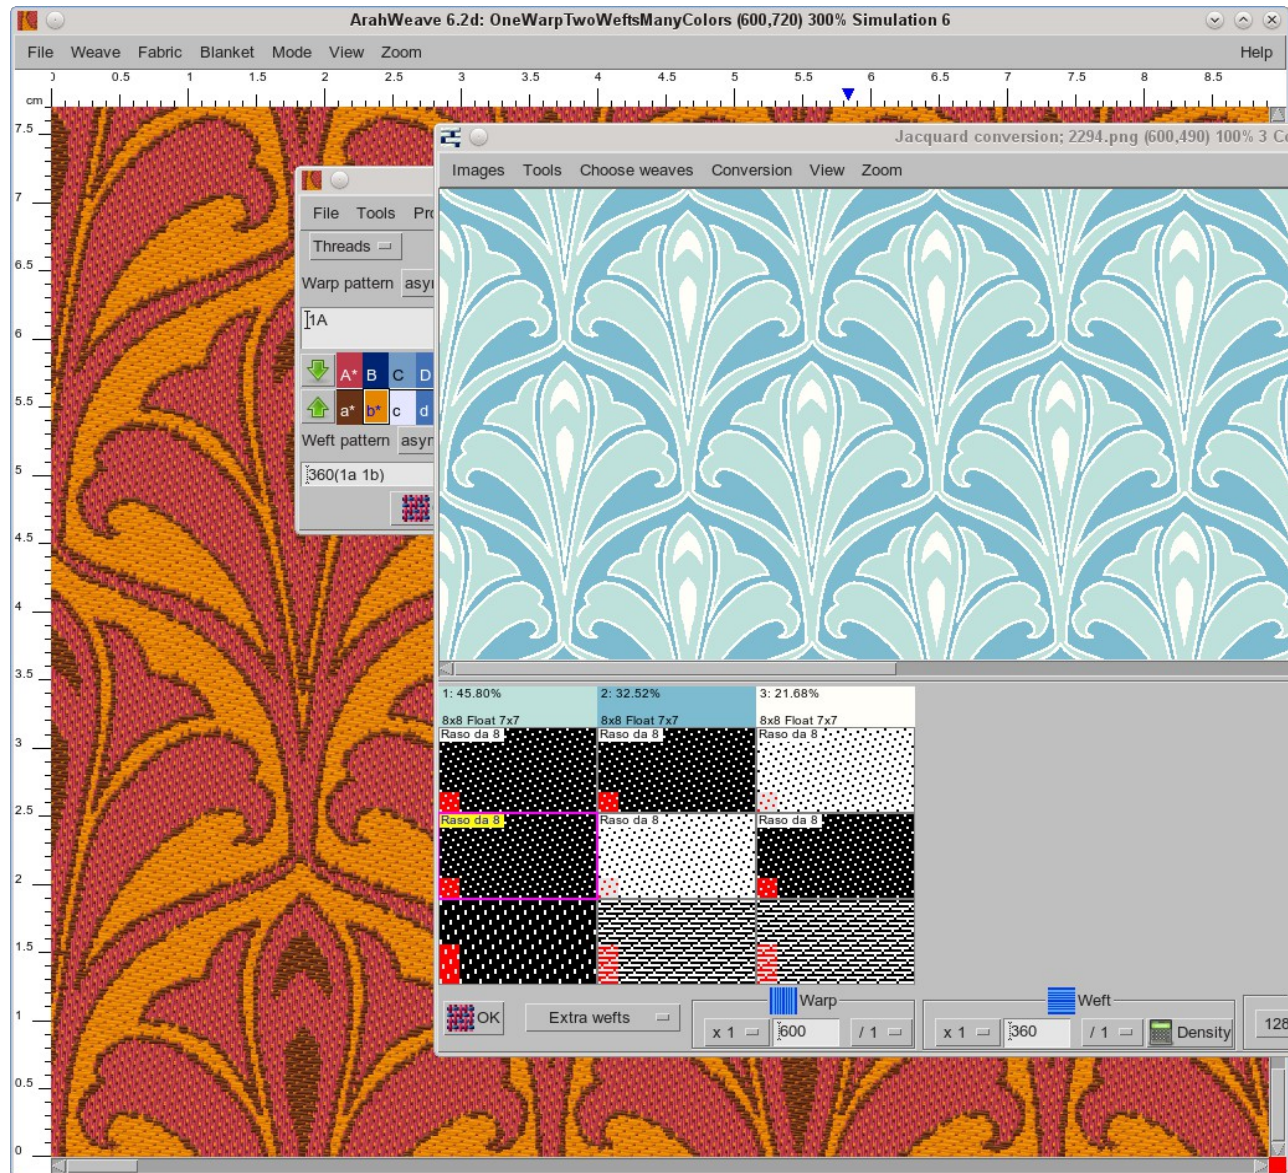 ArahWeave 6.2d: OneWarpTwoWeftsManyColors (600,720) 300% Simulation 6
File Weave Fabric Blanket Mode View Zoom Help
0.5 1 1.5 2 2.5 3 3.5 4 4.5 5 5.5 6 6.5 7 7.5 8 8.5
cm
7.5
7
6.5
6
5.5
5
4.5
4
3.5
3
2.5
2
1.5
1
0.5
0
File Tools
Threads
Warp pattern
1A
A* B C D
a* b* c d
Weft pattern
360(1a 1b)
Jacquard conversion; 2294.png (600,490) 100% 3
Images Tools Choose weaves Conversion View Zoom
1: 45.80% 2: 32.52% 3: 21.68%
8x8 Float 7x7 8x8 Float 7x7 8x8 Float 7x7
Raso da 8 Raso da 8 Raso da 8
Raso da 8 Raso da 8 Raso da 8
Warp Weft
OK Extra wefts x 1 600 / 1 x 1 360 / 1 Density 128